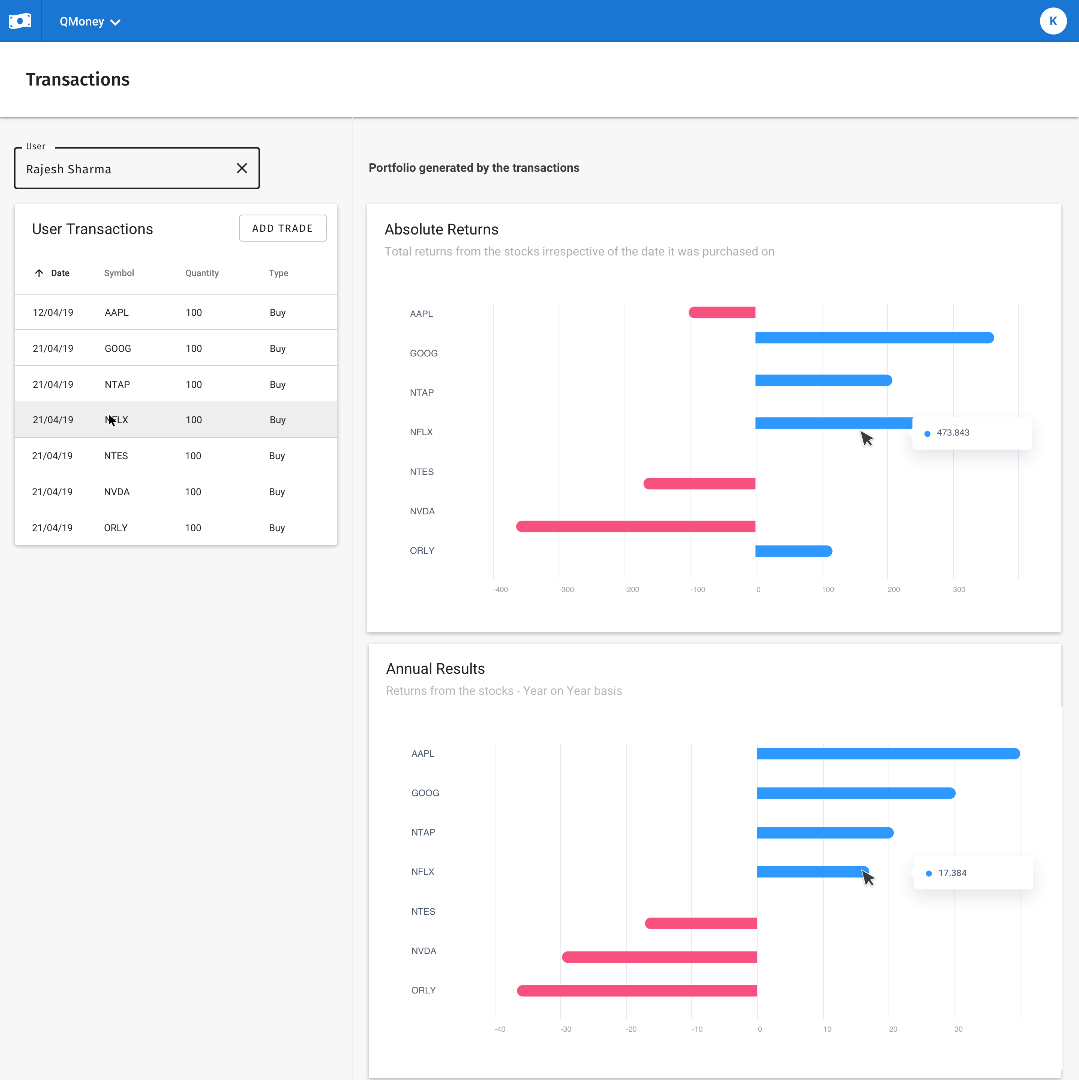 QMoney
K
Transactions
User
Rajesh Sharma
User Transactions
ADD TRADE
Date Symbol Quantity Type
12/04/19 AAPL 100 Buy
21/04/19 GOOG 100 Buy
21/04/19 NTAP 100 Buy
21/04/19 NFLX 100 Buy
21/04/19 NTES 100 Buy
21/04/19 NVDA 100 Buy
21/04/19 ORLY 100 Buy
Portfolio generated by the transactions
Absolute Returns
Total returns from the stocks irrespective of the date it was purchased on
AAPL
GOOG
NTAP
NFLX
473.843
NTES
NVDA
ORLY
-400 -300 -200 -100 0 100 200 300
Annual Results
Returns from the stocks - Year on Year basis
AAPL
GOOG
NTAP
NFLX
17.384
NTES
NVDA
ORLY
-40 -30 -20 -10 0 10 20 30